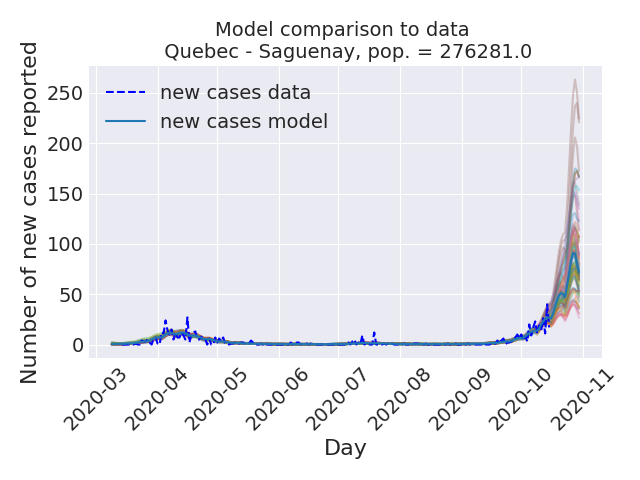 Model comparison to data
Quebec - Saguenay, pop. = 276281.0
Number of new cases reported
250
200
150
100
50
0
new cases data
new cases model
2020-03
2020-04
2020-05
2020-06
2020-07
2020-08
2020-09
2020-10
2020-11
Day